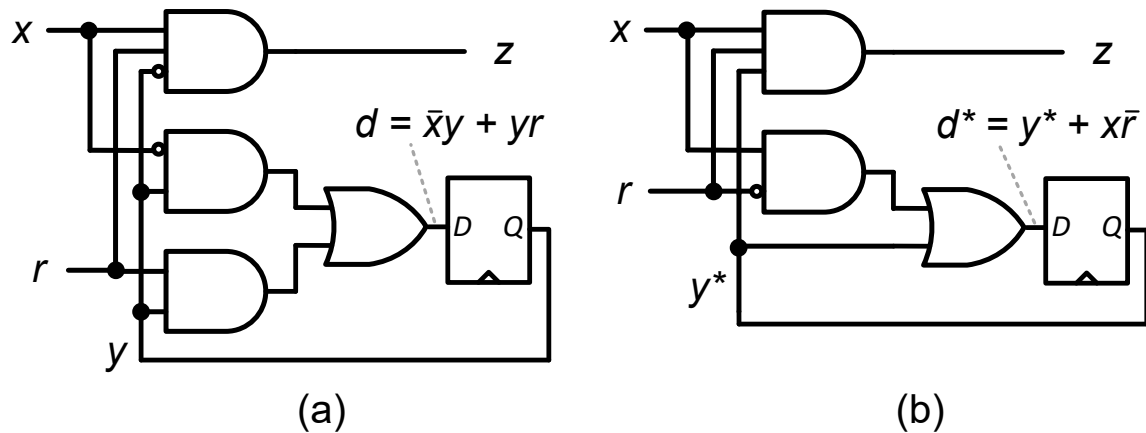 x
z
d = x̄y + yr
D Q
r
y
(a)
x
z
d* = y* + xr̄
r
D Q
y*
(b)